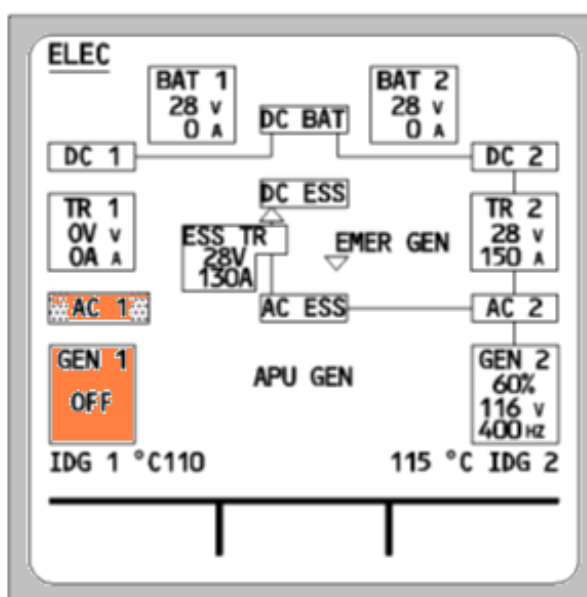 ELEC
BAT 1
28 V
0 A
BAT 2
28 V
0 A
DC BAT
DC 1
DC 2
DC ESS
TR 1
0V V
0A A
ESS TR
28V
130A
EMER GEN
TR 2
28 V
150 A
AC 1
AC ESS
AC 2
GEN 1
OFF
APU GEN
GEN 2
60%
116 V
400 HZ
IDG 1 °C110
115 °C IDG 2